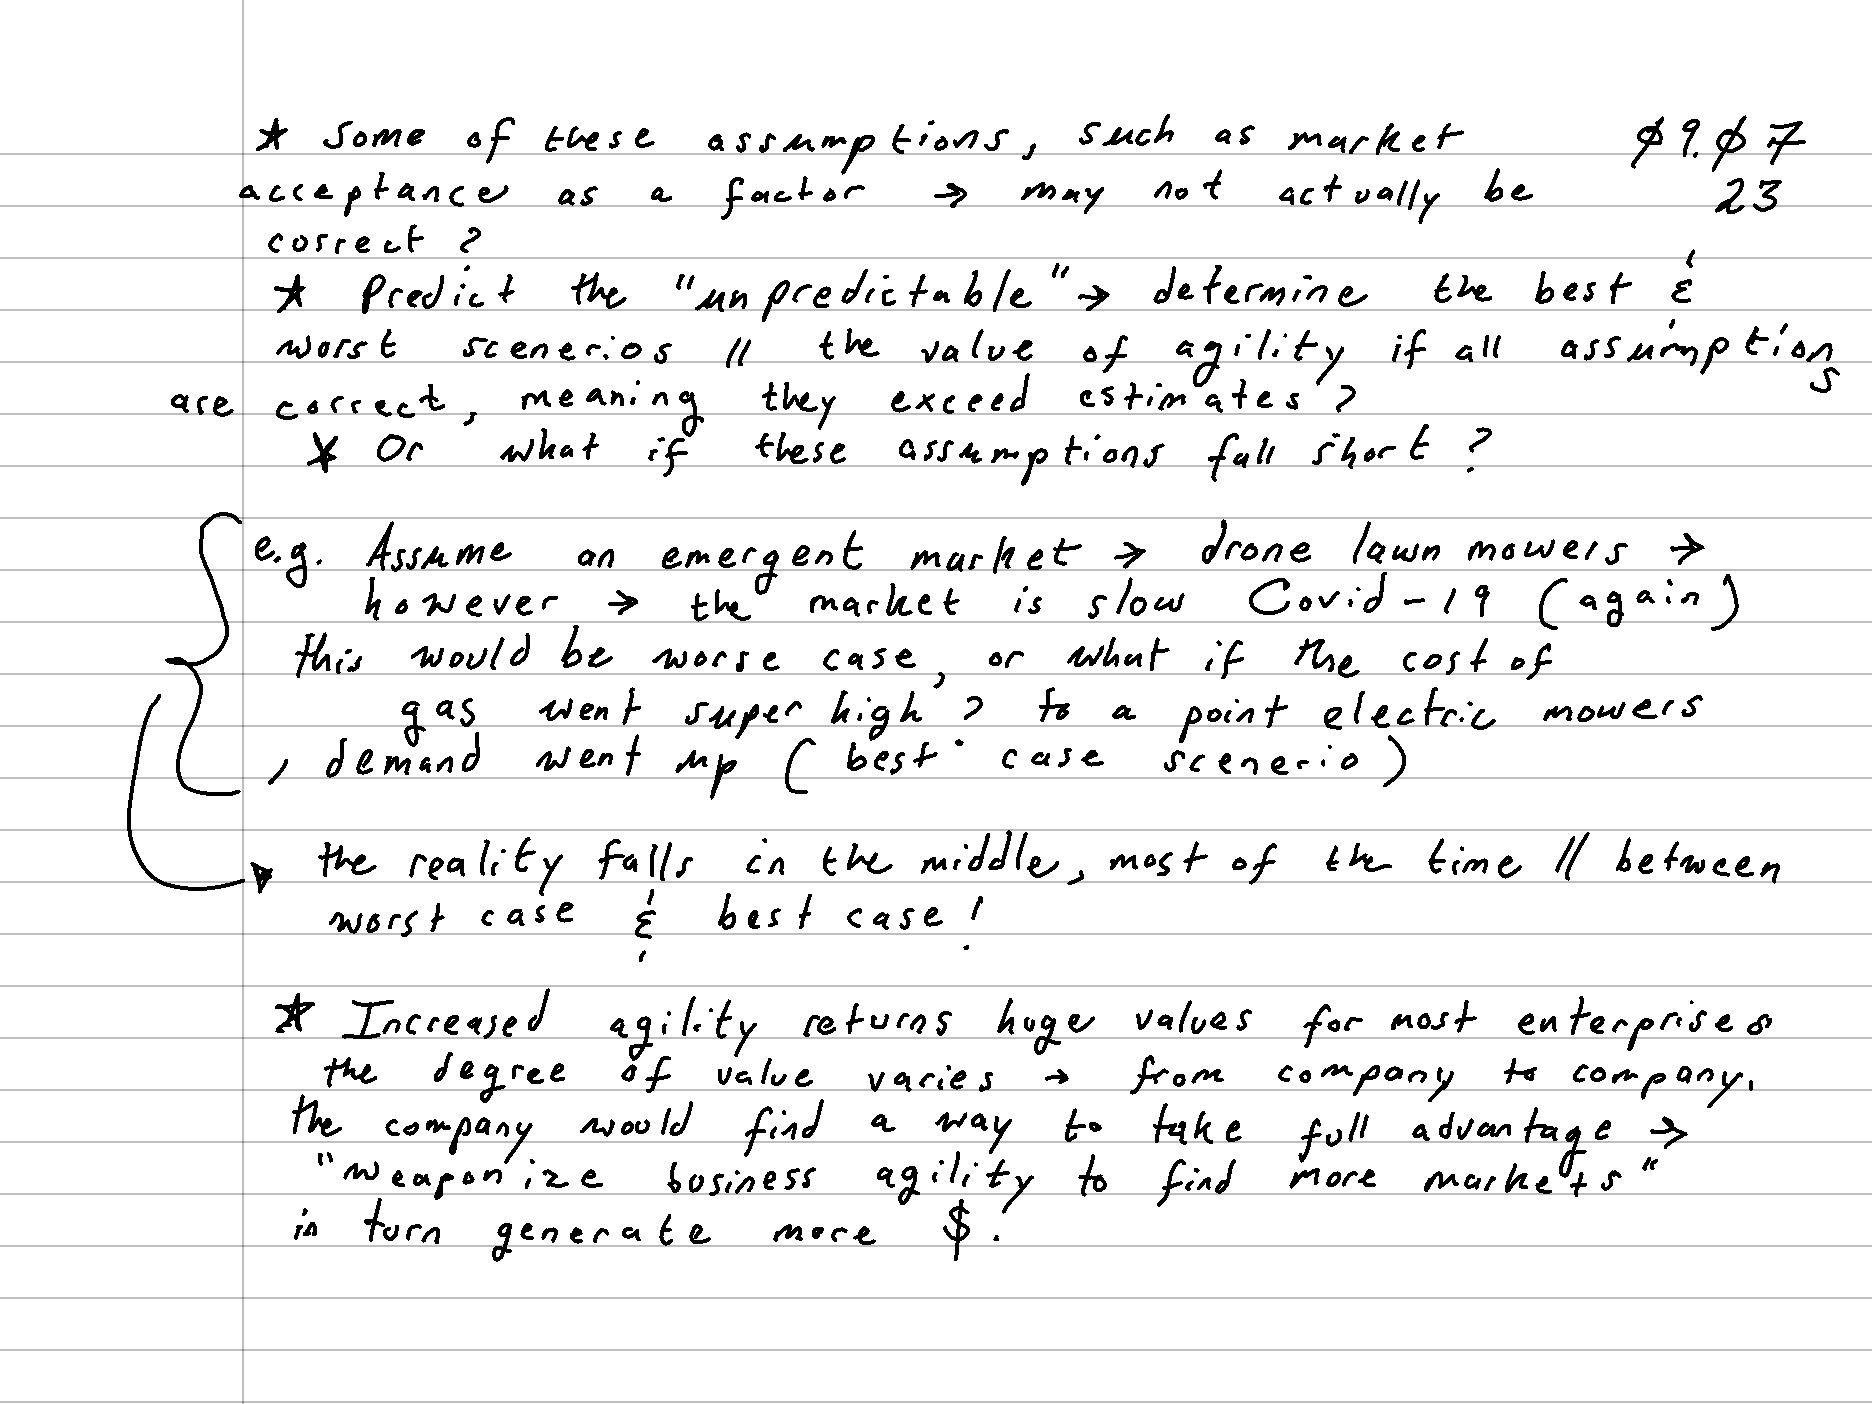 * Some of these assumptions, such as market
09.07
acceptance as a factor → may not actually be
23
correct?
* Predict the "unpredictable" → determine the best &
worst scenerios // the value of agility if all assumptions
are correct, meaning they exceed estimates?
* Or what if these assumptions fall short?
e.g. Assume an emergent market → drone lawn mowers →
however → the market is slow Covid-19 (again)
this would be worse case, or what if the cost of
gas went super high? to a point electric mowers
, demand went up (best case scenerio)
the reality falls in the middle, most of the time // between
worst case & best case!
* Increased agility returns huge values for most enterprises
the degree of value varies → from company to company.
the company would find a way to take full advantage →
"weaponize business agility to find more markets"
in turn generate more $.